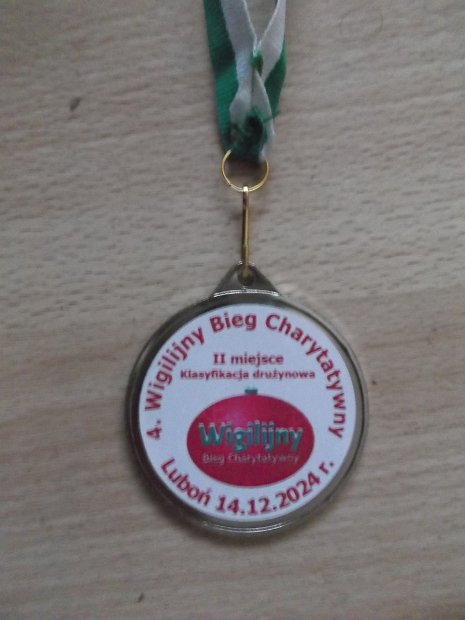 4. Wigilijny Bieg Charytatywny
II miejsce
Klasyfikacja drużynowa
Wigilijny
Bieg Charytatywny
Luboń 14.12.2024 r.